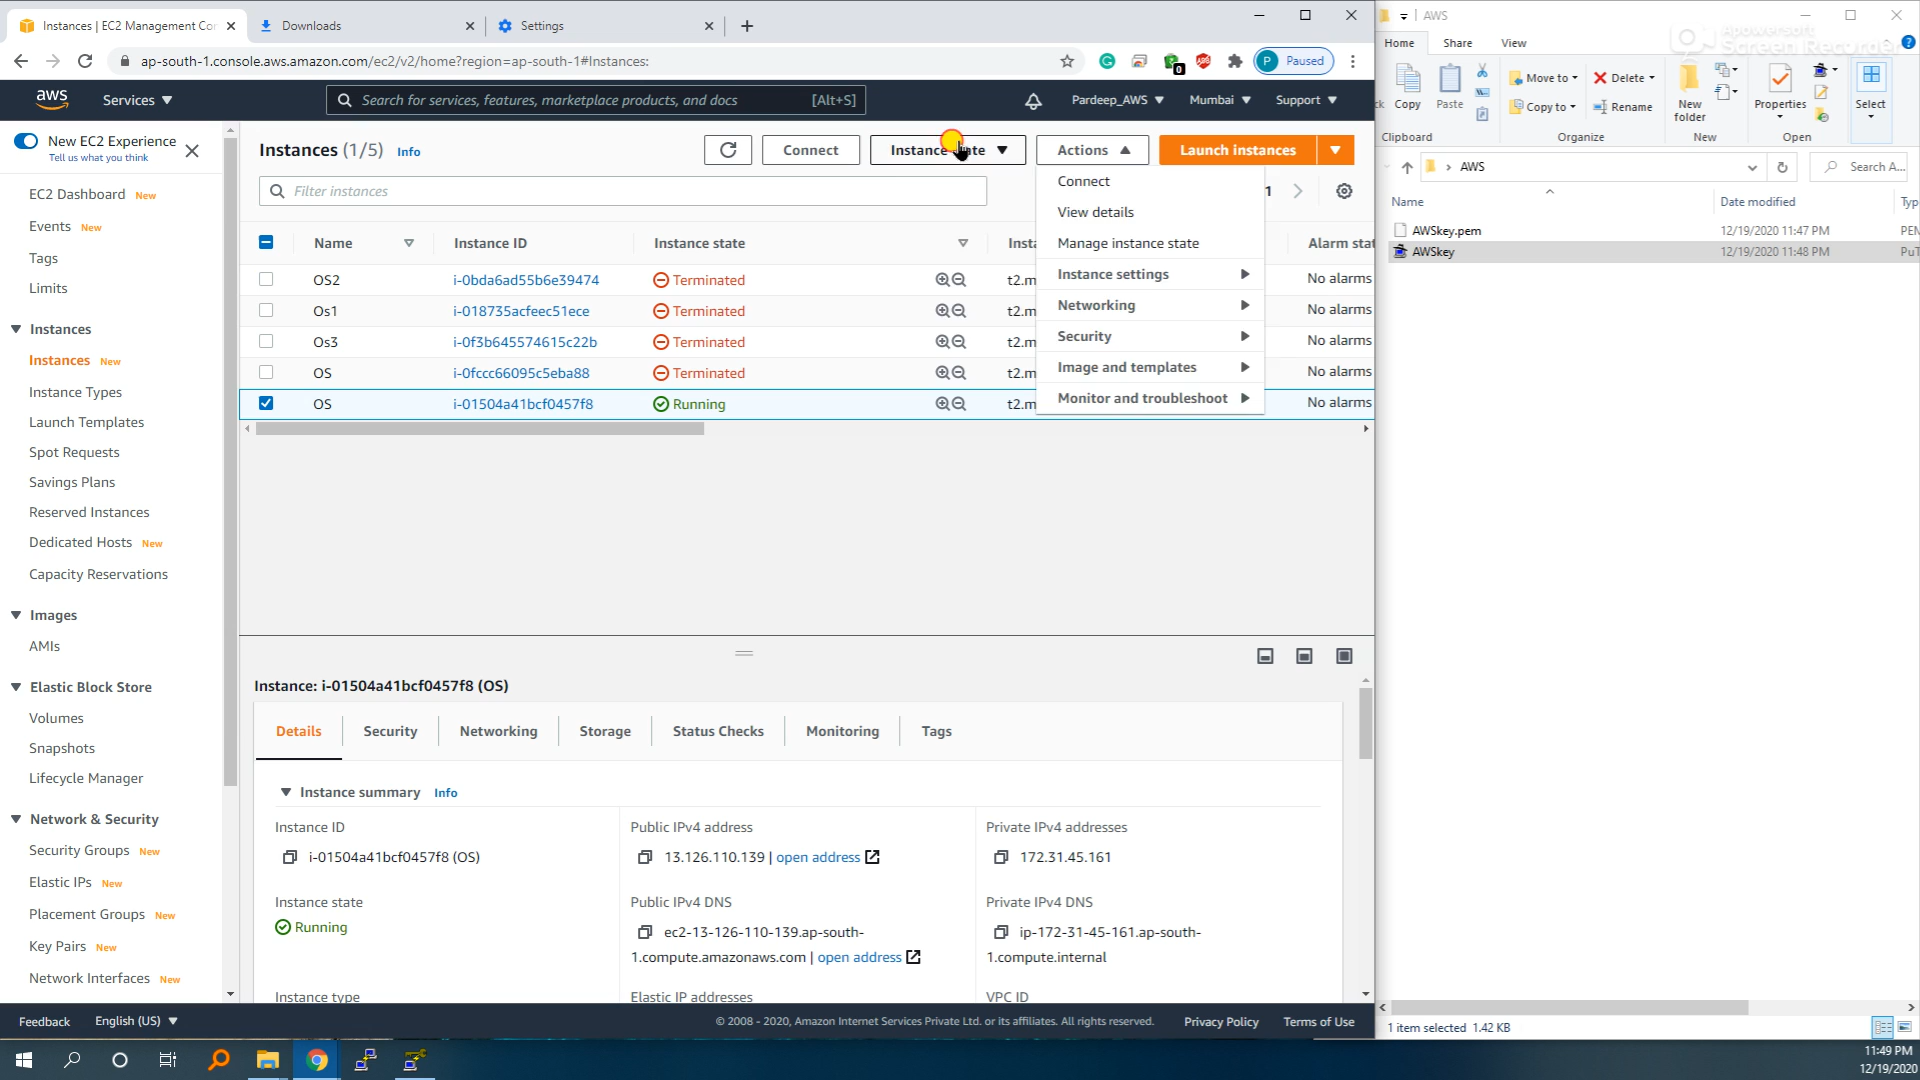 Instances | EC2 Management Con
Downloads
Settings
ap-south-1.console.aws.amazon.com/ec2/v2/home?region=ap-south-1#Instances:
0
P Paused
aws
Services
Search for services, features, marketplace products, and docs [Alt+S]
Pardeep_AWS
Mumbai
Support
New EC2 Experience
Tell us what you think
EC2 Dashboard New
Events New
Tags
Limits
Instances
Instances New
Instance Types
Launch Templates
Spot Requests
Savings Plans
Reserved Instances
Dedicated Hosts New
Capacity Reservations
Images
AMIs
Elastic Block Store
Volumes
Snapshots
Lifecycle Manager
Network & Security
Security Groups New
Elastic IPs New
Placement Groups New
Key Pairs New
Network Interfaces New
Instances (1/5) Info
Connect
Actions
Launch instances
Filter instances
1
Name
Instance ID
Instance state
Insta
Alarm stat
OS2 i-0bda6ad55b6e39474 Terminated t2.m No alarms
Os1 i-018735acfeec51ece Terminated t2.m No alarms
Os3 i-0f3b645574615c22b Terminated t2.m No alarms
OS i-0fccc66095c5eba88 Terminated t2.m No alarms
OS i-01504a41bcf0457f8 Running t2.m No alarms
Connect
View details
Manage instance state
Instance settings
Networking
Security
Image and templates
Monitor and troubleshoot
Instance: i-01504a41bcf0457f8 (OS)
Details
Security
Networking
Storage
Status Checks
Monitoring
Tags
Instance summary Info
Instance ID
i-01504a41bcf0457f8 (OS)
Public IPv4 address
13.126.110.139 | open address
Private IPv4 addresses
172.31.45.161
Instance state
Running
Public IPv4 DNS
ec2-13-126-110-139.ap-south-
1.compute.amazonaws.com | open address
Private IPv4 DNS
ip-172-31-45-161.ap-south-
1.compute.internal
Instance type
Elastic IP addresses
VPC ID
Feedback
English (US)
© 2008 - 2020, Amazon Internet Services Private Ltd. or its affiliates. All rights reserved.
Privacy Policy
Terms of Use
AWS
Apowersoft
Screen Recorder
Home
Share
View
Copy
Paste
Clipboard
Move to
Copy to
Delete
Rename
Organize
New
folder
New
Properties
Open
Select
AWS
Search A...
Name
Date modified
Typ
AWSkey.pem 12/19/2020 11:47 PM PEM
AWSkey 12/19/2020 11:48 PM PuT
1 item selected 1.42 KB
11:49 PM
12/19/2020